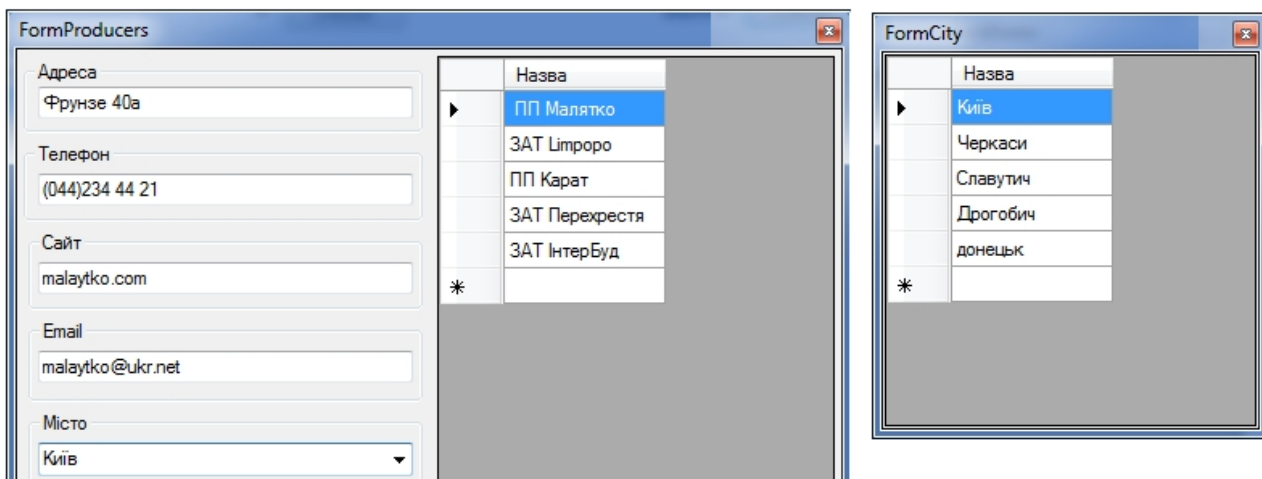 FormProducers
Адреса
Фрунзе 40а
Телефон
(044)234 44 21
Сайт
malaytko.com
Email
malaytko@ukr.net
Місто
Київ
Назва
ПП Малятко
ЗАТ Limpopo
ПП Карат
ЗАТ Перехрестя
ЗАТ ІнтерБуд
FormCity
Назва
Київ
Черкаси
Славутич
Дрогобич
донецьк